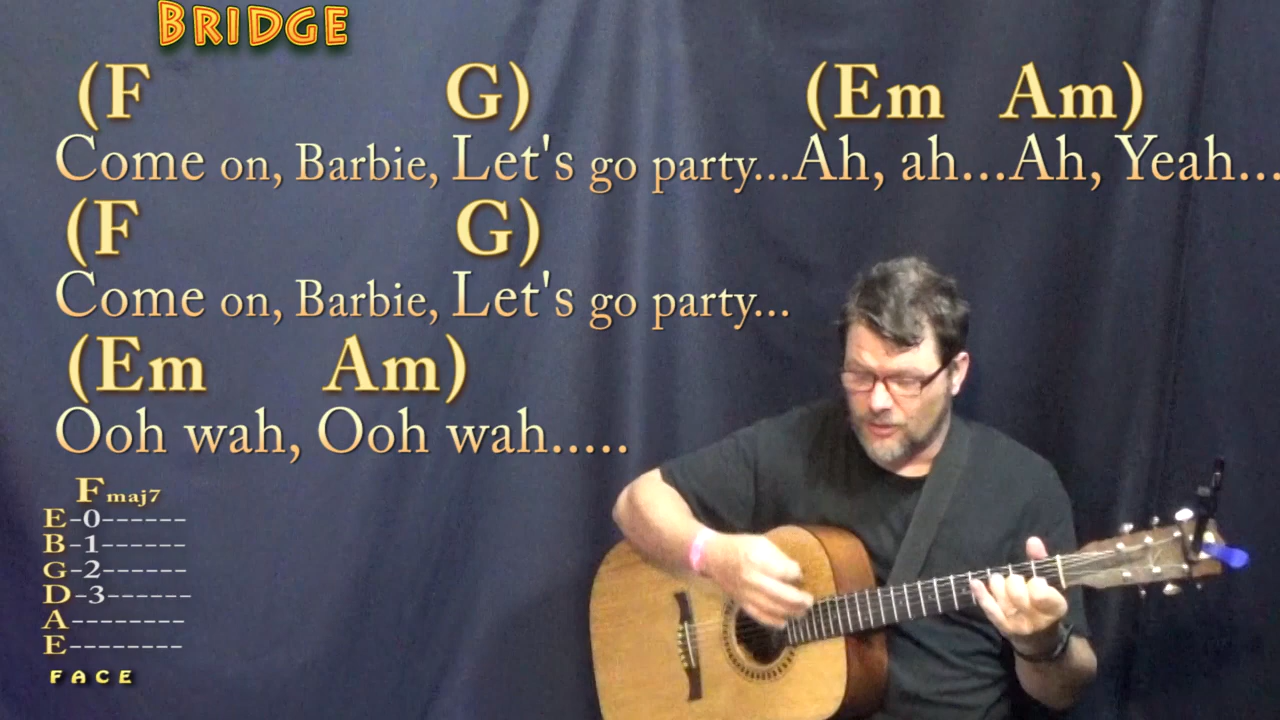 BRIDGE
(F G) (Em Am)
Come on, Barbie, Let's go party...Ah, ah...Ah, Yeah...
(F G)
Come on, Barbie, Let's go party...
(Em Am)
Ooh wah, Ooh wah.....
Fmaj7
E-0------
B-1------
G-2------
D-3------
A--------
E--------
FACE